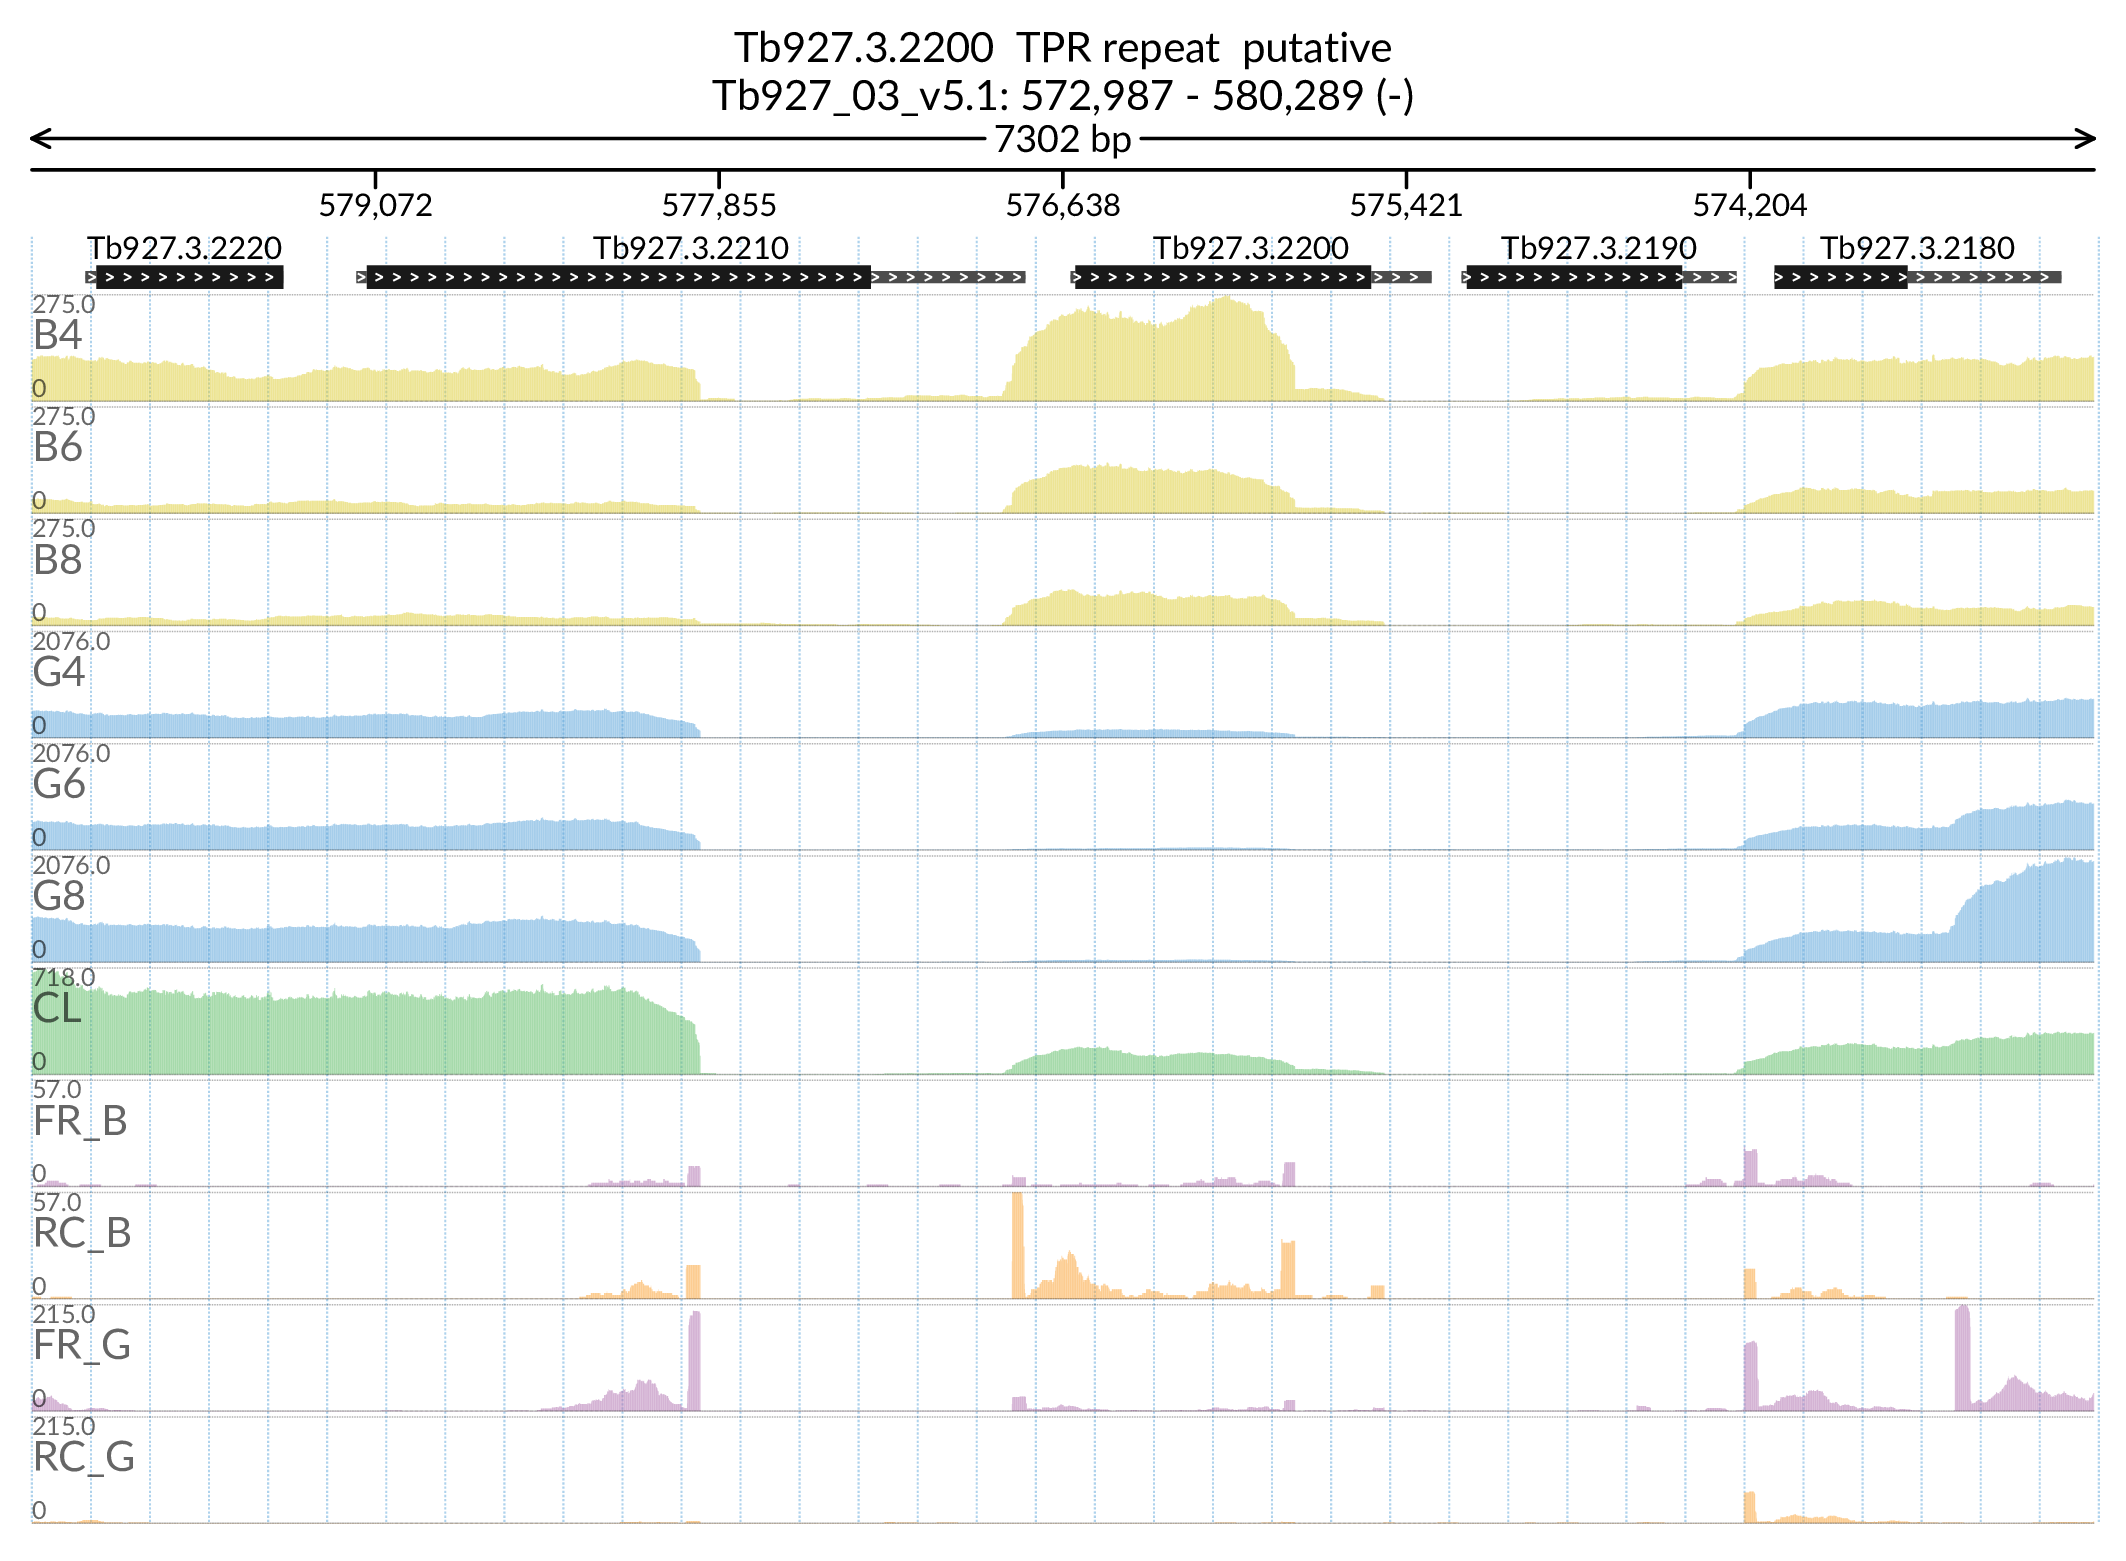 Tb927.3.2200 TPR repeat putative
Tb927_03_v5.1: 572,987 - 580,289 (-)
7302 bp
579,072 577,855 576,638 575,421 574,204
Tb927.3.2220 Tb927.3.2210 Tb927.3.2200 Tb927.3.2190 Tb927.3.2180
275.0
B4
0
275.0
B6
0
275.0
B8
0
2076.0
G4
0
2076.0
G6
0
2076.0
G8
0
718.0
CL
0
57.0
FR_B
0
57.0
RC_B
0
215.0
FR_G
0
215.0
RC_G
0